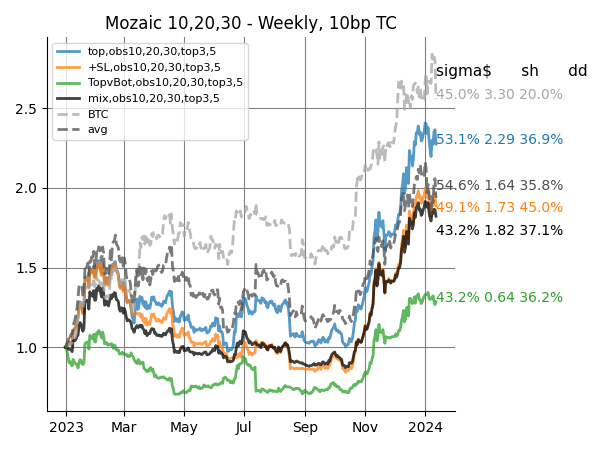 Mozaic 10,20,30 - Weekly, 10bp TC
top,obs10,20,30,top3,5
+SL,obs10,20,30,top3,5
TopvBot,obs10,20,30,top3,5
mix,obs10,20,30,top3,5
BTC
avg
sigma$ sh dd
45.0% 3.30 20.0%
53.1% 2.29 36.9%
54.6% 1.64 35.8%
49.1% 1.73 45.0%
43.2% 1.82 37.1%
43.2% 0.64 36.2%
2.5
2.0
1.5
1.0
2023 Mar May Jul Sep Nov 2024